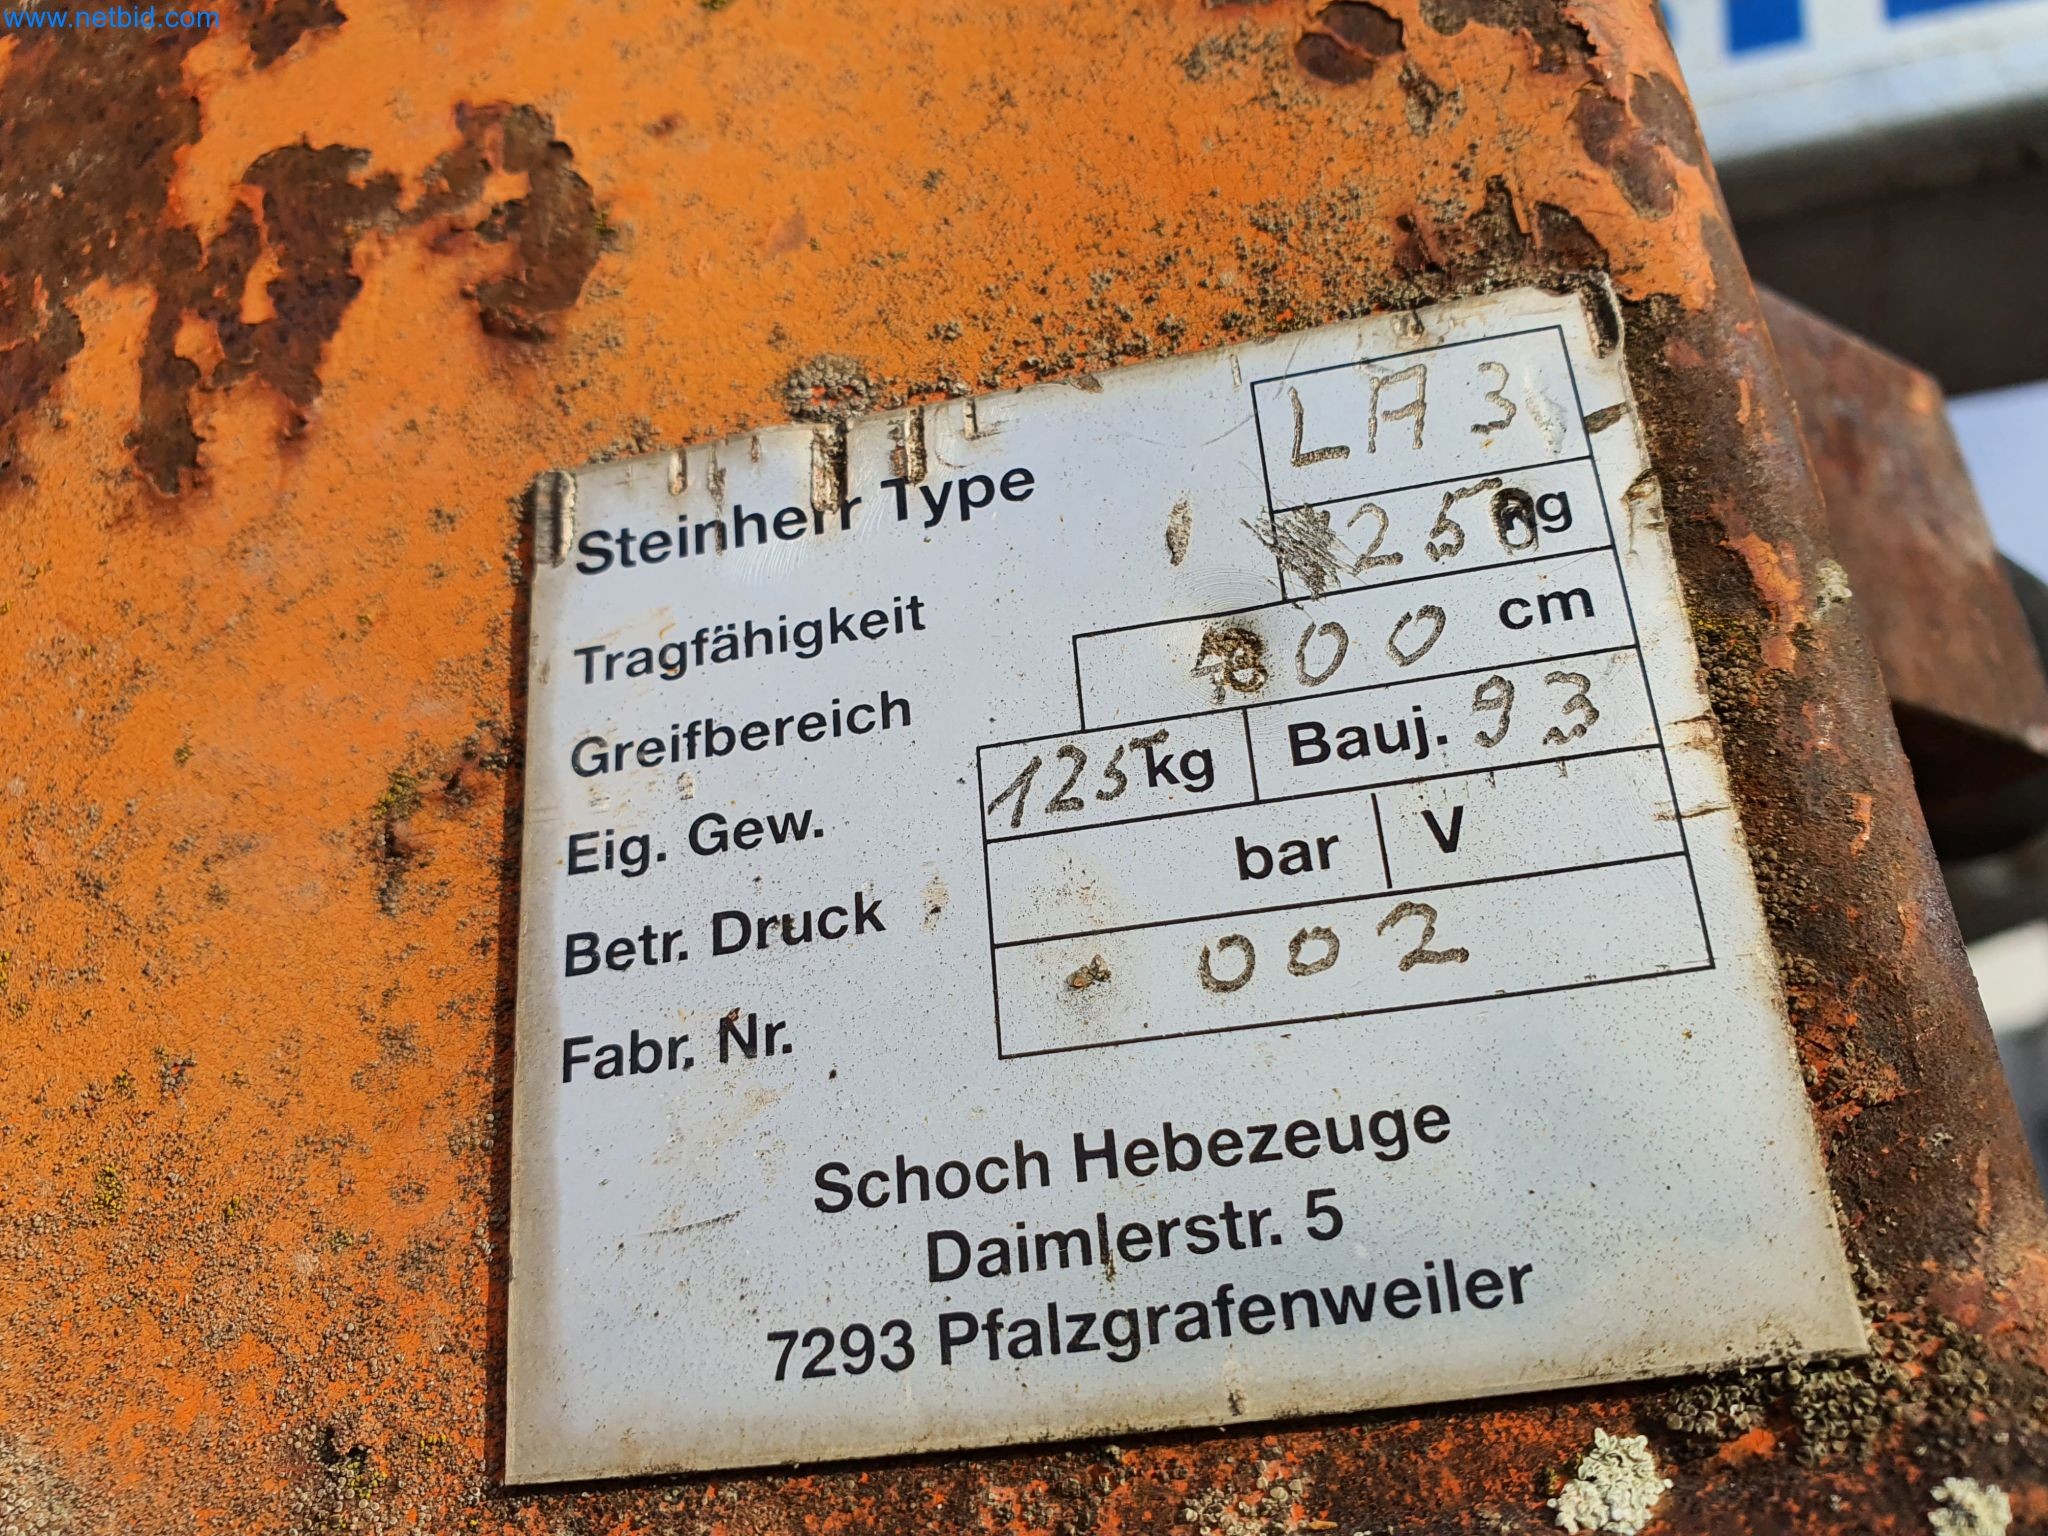 www.netbid.com
Steinherr Type LA 3
Tragfähigkeit 250 kg
Greifbereich 00 cm
Eig. Gew. 125 kg Bauj. 93
Betr. Druck bar V
Fabr. Nr. 002
Schoch Hebezeuge
Daimlerstr. 5
7293 Pfalzgrafenweiler